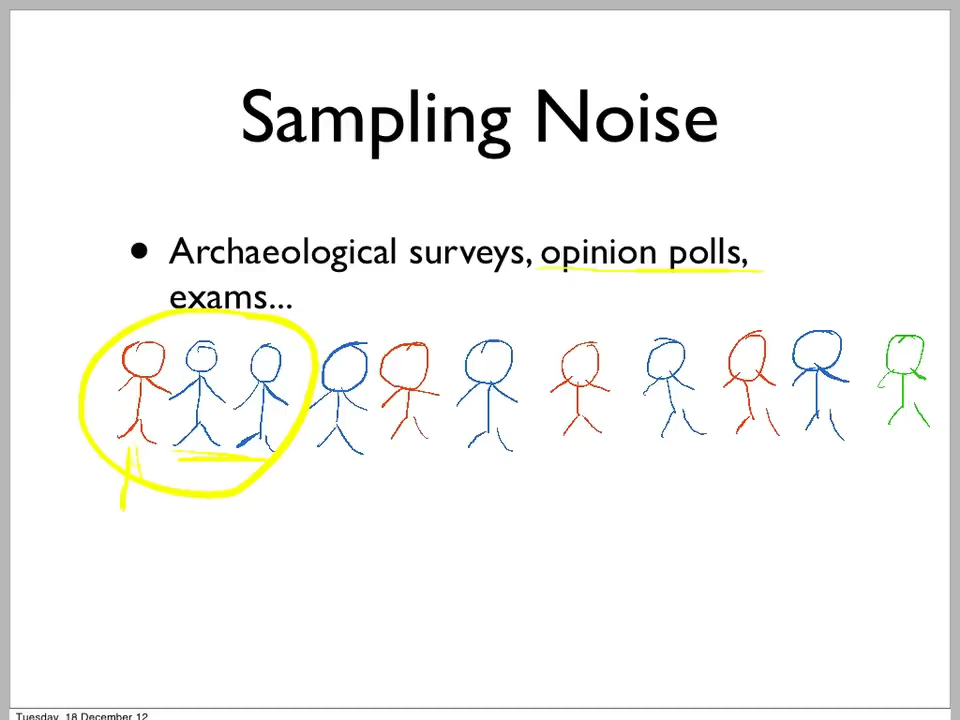 Sampling Noise
• Archaeological surveys, opinion polls,
exams...
Tuesday, 18 December 12